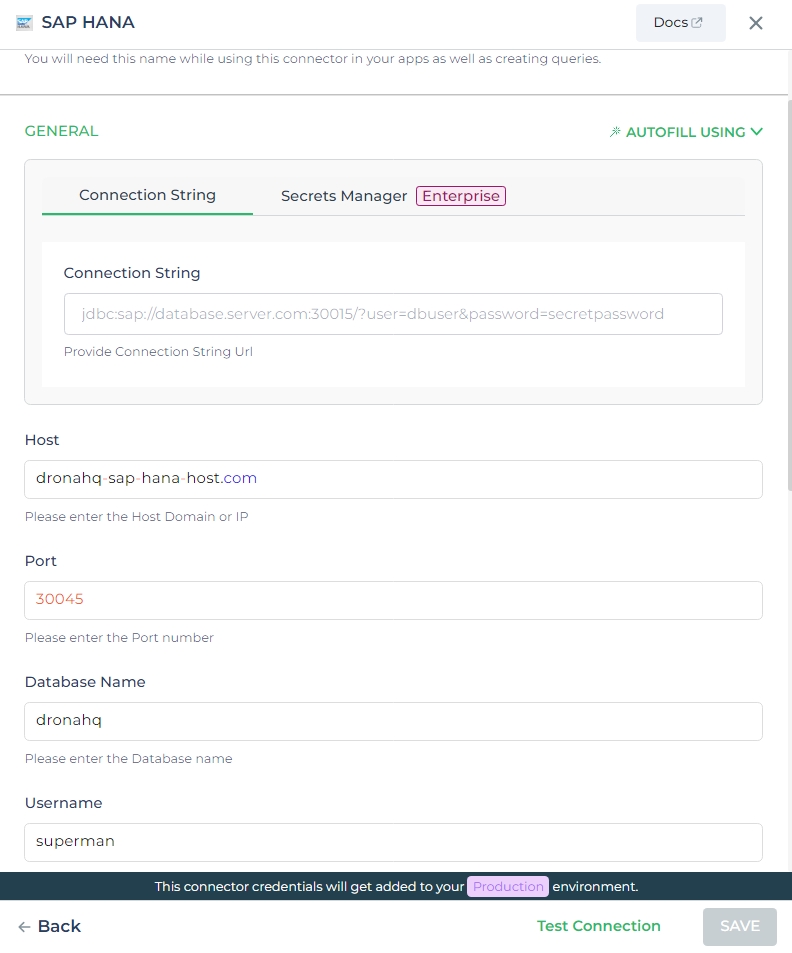 SAP HANA
Docs
You will need this name while using this connector in your apps as well as creating queries.
GENERAL
AUTOFILL USING
Connection String
Secrets Manager Enterprise
Connection String
jdbc:sap://database.server.com:30015/?user=dbuser&password=secretpassword
Provide Connection String Url
Host
dronahq-sap-hana-host.com
Please enter the Host Domain or IP
Port
30045
Please enter the Port number
Database Name
dronahq
Please enter the Database name
Username
superman
This connector credentials will get added to your Production environment.
Back
Test Connection
SAVE